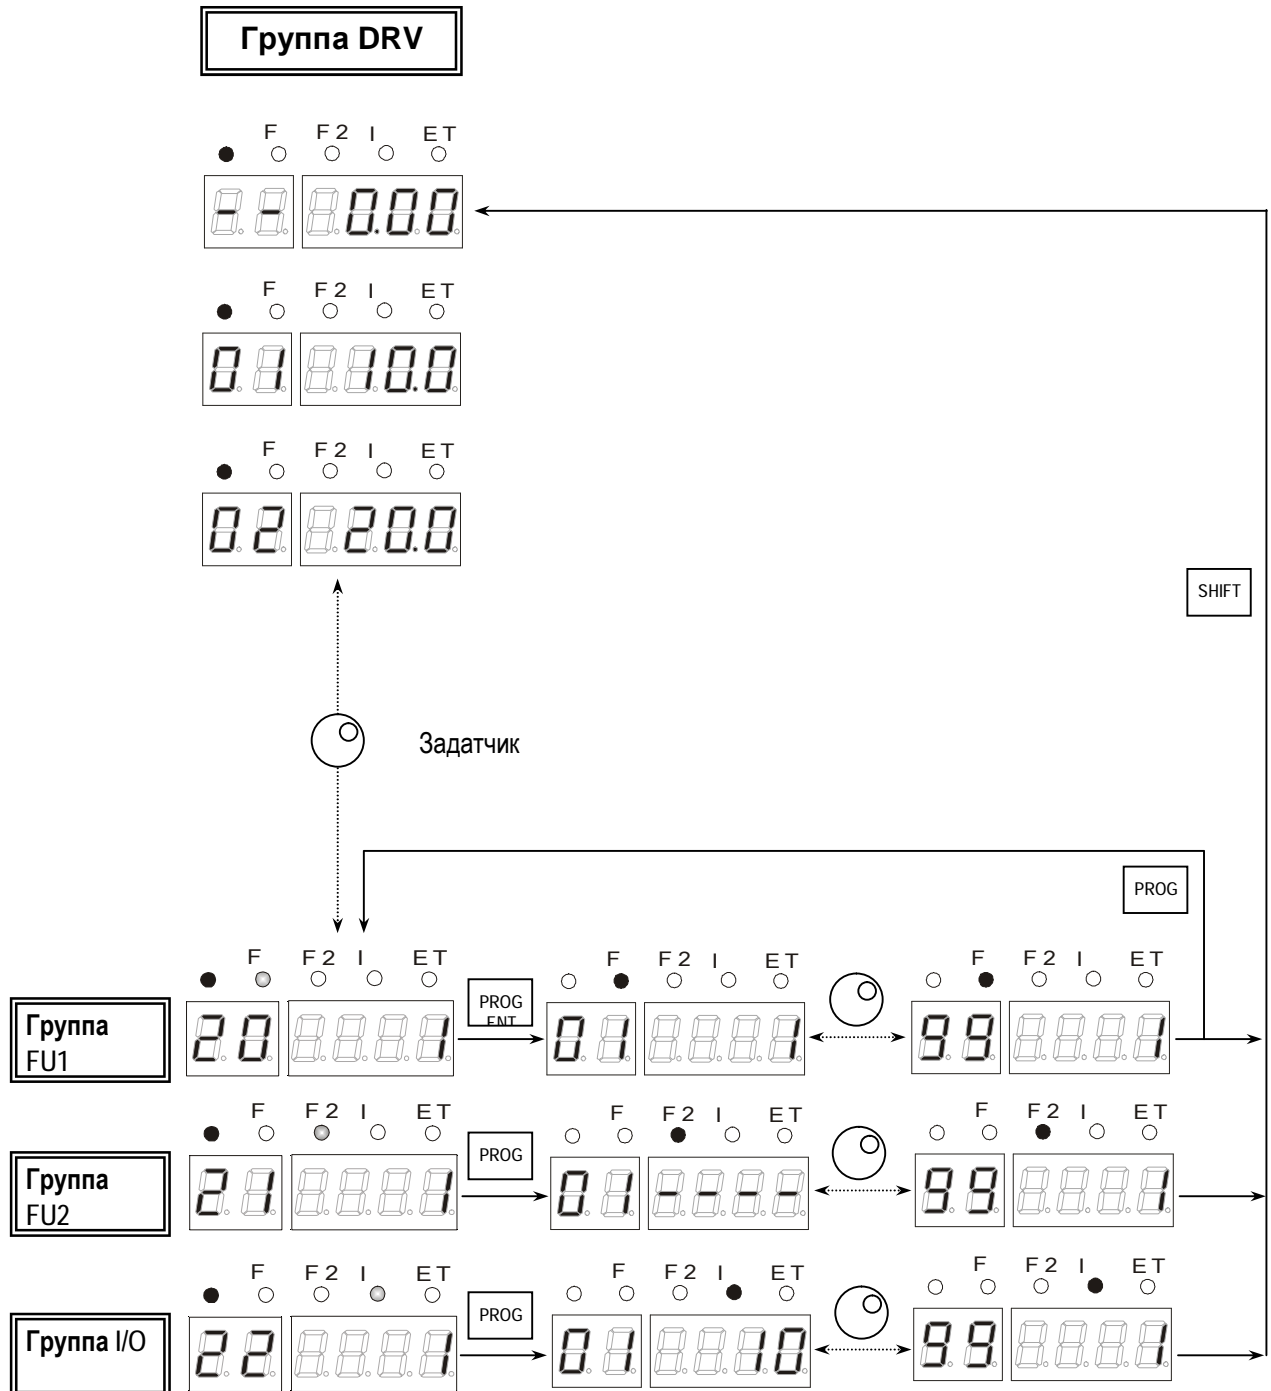 Группа DRV
F F2 I ET
-- 0.00
F F2 I ET
01 10.0
F F2 I ET
02 20.0
SHIFT
Задатчик
PROG
F F2 I ET F F2 I ET F F2 I ET
Группа FU1
20 1
PROG ENT
01 1
99 1
F F2 I ET F F2 I ET F F2 I ET
Группа FU2
21 1
PROG
01 ----
99 1
F F2 I ET F F2 I ET F F2 I ET
Группа I/O
22 1
PROG
01 10
99 1